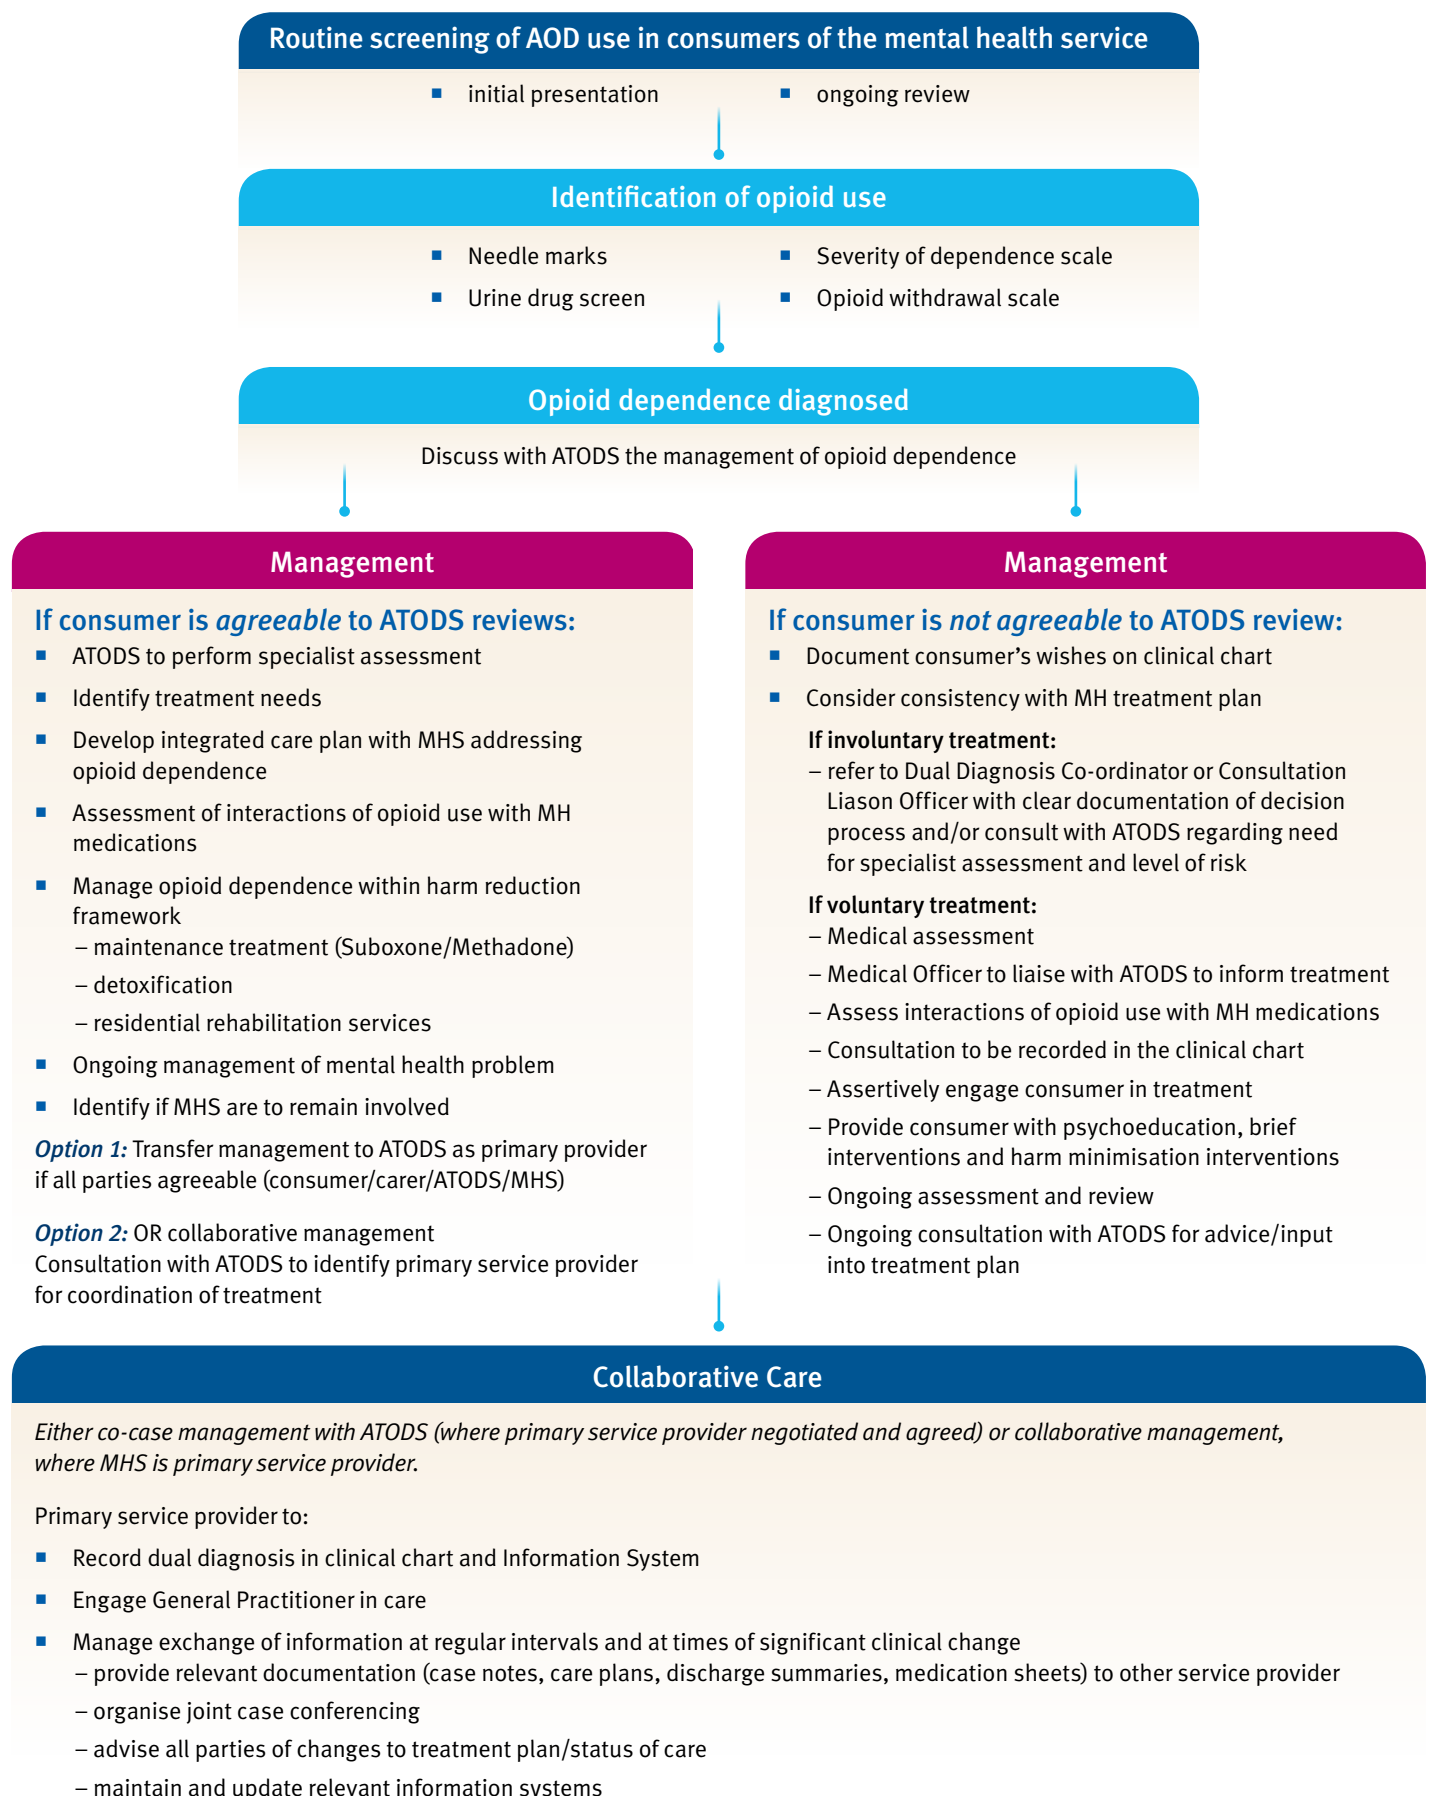 Routine screening of AOD use in consumers of the mental health service
▪ initial presentation ▪ ongoing review
Identification of opioid use
▪ Needle marks ▪ Severity of dependence scale
▪ Urine drug screen ▪ Opioid withdrawal scale
Opioid dependence diagnosed
Discuss with ATODS the management of opioid dependence
Management
If consumer is agreeable to ATODS reviews:
▪ ATODS to perform specialist assessment
▪ Identify treatment needs
▪ Develop integrated care plan with MHS addressing
opioid dependence
▪ Assessment of interactions of opioid use with MH
medications
▪ Manage opioid dependence within harm reduction
framework
– maintenance treatment (Suboxone/Methadone)
– detoxification
– residential rehabilitation services
▪ Ongoing management of mental health problem
▪ Identify if MHS are to remain involved
Option 1: Transfer management to ATODS as primary provider
if all parties agreeable (consumer/carer/ATODS/MHS)
Option 2: OR collaborative management
Consultation with ATODS to identify primary service provider
for coordination of treatment
Management
If consumer is not agreeable to ATODS review:
▪ Document consumer’s wishes on clinical chart
▪ Consider consistency with MH treatment plan
If involuntary treatment:
– refer to Dual Diagnosis Co-ordinator or Consultation
Liason Officer with clear documentation of decision
process and/or consult with ATODS regarding need
for specialist assessment and level of risk
If voluntary treatment:
– Medical assessment
– Medical Officer to liaise with ATODS to inform treatment
– Assess interactions of opioid use with MH medications
– Consultation to be recorded in the clinical chart
– Assertively engage consumer in treatment
– Provide consumer with psychoeducation, brief
interventions and harm minimisation interventions
– Ongoing assessment and review
– Ongoing consultation with ATODS for advice/input
into treatment plan
Collaborative Care
Either co-case management with ATODS (where primary service provider negotiated and agreed) or collaborative management,
where MHS is primary service provider.
Primary service provider to:
▪ Record dual diagnosis in clinical chart and Information System
▪ Engage General Practitioner in care
▪ Manage exchange of information at regular intervals and at times of significant clinical change
– provide relevant documentation (case notes, care plans, discharge summaries, medication sheets) to other service provider
– organise joint case conferencing
– advise all parties of changes to treatment plan/status of care
– maintain and update relevant information systems